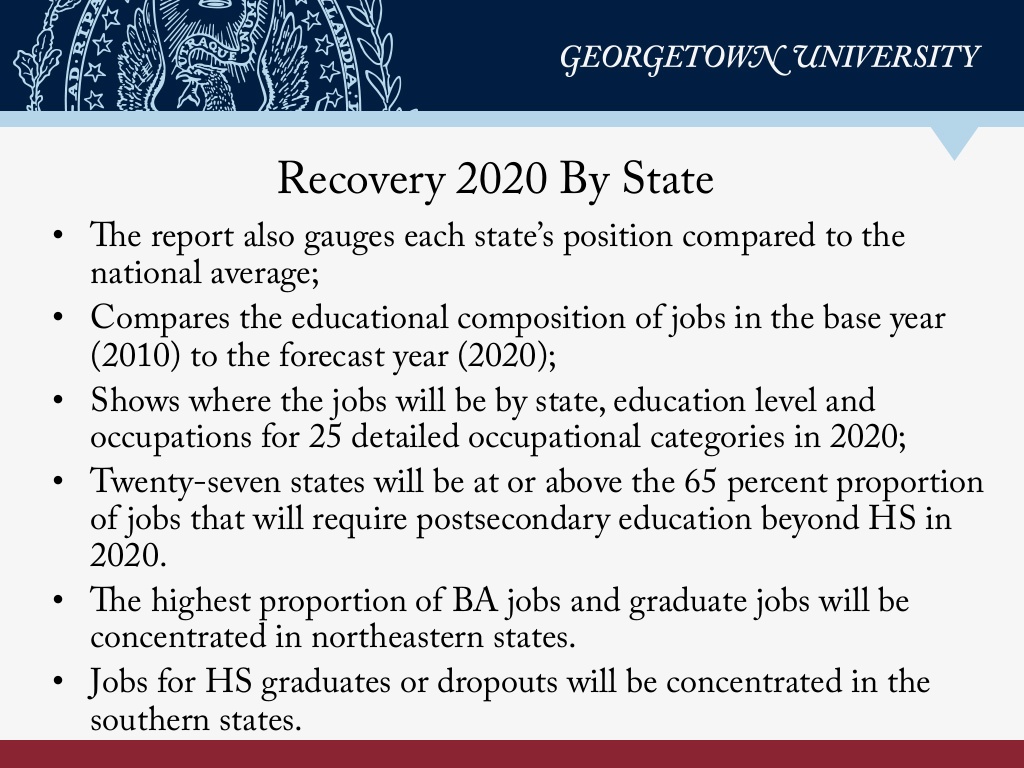 AD·RIPA
RAQUE
UNUM
YLANDIA
GEORGETOWN UNIVERSITY
Recovery 2020 By State
• The report also gauges each state’s position compared to the
national average;
• Compares the educational composition of jobs in the base year
(2010) to the forecast year (2020);
• Shows where the jobs will be by state, education level and
occupations for 25 detailed occupational categories in 2020;
• Twenty-seven states will be at or above the 65 percent proportion
of jobs that will require postsecondary education beyond HS in
2020.
• The highest proportion of BA jobs and graduate jobs will be
concentrated in northeastern states.
• Jobs for HS graduates or dropouts will be concentrated in the
southern states.